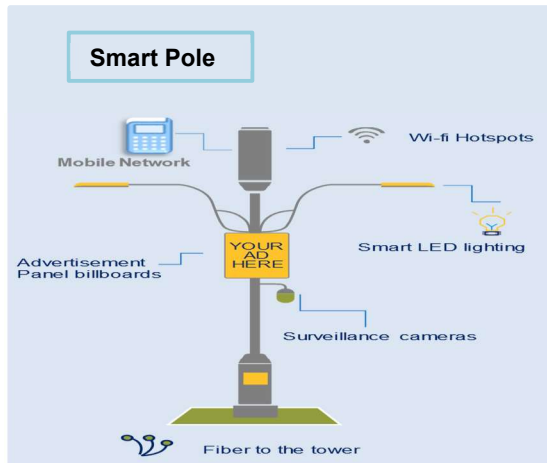 Smart Pole
Mobile Network
Wi-fi Hotspots
YOUR
AD
HERE
Smart LED lighting
Advertisement
Panel billboards
Surveillance cameras
Fiber to the tower